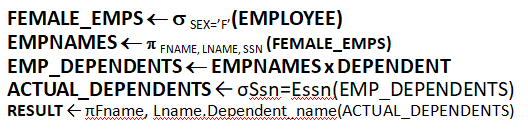 FEMALE_EMPS ← σ SEX=’F’(EMPLOYEE)
EMPNAMES ← π FNAME, LNAME, SSN (FEMALE_EMPS)
EMP_DEPENDENTS ← EMPNAMES x DEPENDENT
ACTUAL_DEPENDENTS ← σSsn=Essn(EMP_DEPENDENTS)
RESULT ← πFname, Lname.Dependent_name(ACTUAL_DEPENDENTS)